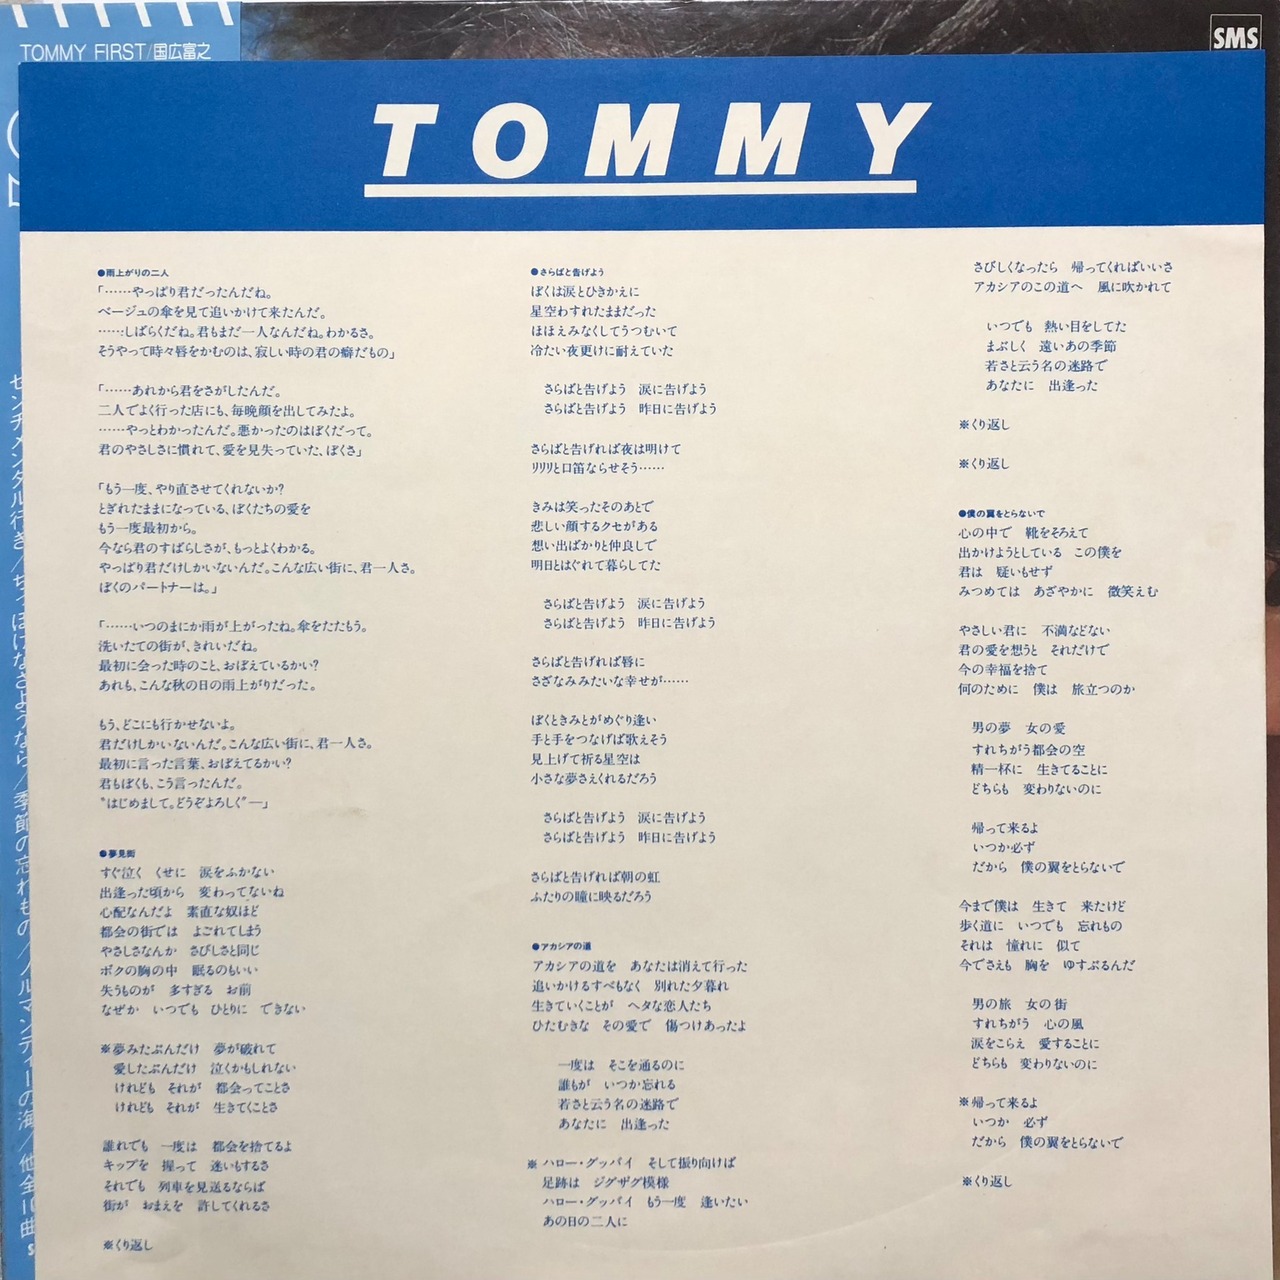 TOMMY FIRST/国広富之
SMS
TOMMY
●雨上がりの二人
「……やっぱり君だったんだね。
ベージュの傘を見て追いかけて来たんだ。
……しばらくだね。君もまだ一人なんだね。わかるさ。
そうやって時々唇をかむのは、寂しい時の君の癖だもの」
「……あれから君をさがしたんだ。
二人でよく行った店にも、毎晩顔を出してみたよ。
……やっとわかったんだ。悪かったのはぼくだって。
君のやさしさに慣れて、愛を見失っていた、ぼくさ」
「もう一度、やり直させてくれないか?
とぎれたままになっている、ぼくたちの愛を
もう一度最初から。
今なら君のすばらしさが、もっとよくわかる。
やっぱり君だけしかいないんだ。こんな広い街に、君一人さ。
ぼくのパートナーは。」
「……いつのまにか雨が上がったね。傘をたたもう。
洗いたての街が、きれいだね。
最初に会った時のこと、おぼえているかい?
あれも、こんな秋の日の雨上がりだった。
もう、どこにも行かせないよ。
君だけしかいないんだ。こんな広い街に、君一人さ。
最初に言った言葉、おぼえてるかい?
君もぼくも、こう言ったんだ。
“はじめまして。どうぞよろしく”―」
●夢見街
すぐ泣く くせに 涙をふかない
出逢った頃から 変わってないね
心配なんだよ 素直な奴ほど
都会の街では よごれてしまう
やさしさなんか さびしさと同じ
ボクの胸の中 眠るのもいい
失うものが 多すぎる お前
なぜか いつでも ひとりに できない
※夢みたぶんだけ 夢が破れて
愛したぶんだけ 泣くかもしれない
けれども それが 都会ってことさ
けれども それが 生きてくことさ
誰れでも 一度は 都会を捨てるよ
キップを 握って 迷いもするさ
それでも 列車を見送るならば
街が おまえを 許してくれるさ
※くり返し
●さらばと告げよう
ぼくは涙とひきかえに
星空わすれたままだった
ほほえみなくしてうつむいて
冷たい夜更けに耐えていた
さらばと告げよう 涙に告げよう
さらばと告げよう 昨日に告げよう
さらばと告げれば夜は明けて
リリリと口笛ならせそう……
きみは笑ったそのあとで
悲しい顔するクセがある
想い出ばかりと仲良しで
明日とはぐれて暮らしてた
さらばと告げよう 涙に告げよう
さらばと告げよう 昨日に告げよう
さらばと告げれば唇に
さざなみみたいな幸せが……
ぼくときみとがめぐり逢い
手と手をつなげば歌えそう
見上げて祈る星空は
小さな夢さえくれるだろう
さらばと告げよう 涙に告げよう
さらばと告げよう 昨日に告げよう
さらばと告げれば朝の虹
ふたりの瞳に映るだろう
●アカシアの道
アカシアの道を あなたは消えて行った
追いかけるすべもなく 別れた夕暮れ
生きていくことが ヘタな恋人たち
ひたむきな その愛で 傷つけあったよ
一度は そこを通るのに
誰もが いつか忘れる
若さと云う名の迷路で
あなたに 出逢った
※ ハロー・グッバイ そして振り向けば
足跡は ジグザグ模様
ハロー・グッバイ もう一度 逢いたい
あの日の二人に
さびしくなったら 帰ってくればいいさ
アカシアのこの道へ 風に吹かれて
いつでも 熱い目をしてた
まぶしく 遠いあの季節
若さと云う名の迷路で
あなたに 出逢った
※くり返し
※くり返し
●僕の翼をとらないで
心の中で 靴をそろえて
出かけようとしている この僕を
君は 疑いもせず
みつめては あざやかに 微笑えむ
やさしい君に 不満などない
君の愛を想うと それだけで
今の幸福を捨て
何のために 僕は 旅立つのか
男の夢 女の愛
すれちがう都会の空
精一杯に 生きてることに
どちらも 変わりないのに
帰って来るよ
いつか必ず
だから 僕の翼をとらないで
今まで僕は 生きて 来たけど
歩く道に いつでも 忘れもの
それは 憧れに 似て
今でさえも 胸を ゆすぶるんだ
男の旅 女の街
すれちがう 心の風
涙をこらえ 愛することに
どちらも 変わりないのに
※ 帰って来るよ
いつか 必ず
だから 僕の翼をとらないで
※くり返し
センチメンタル行き/ちっぽけなさようなら/季節の忘れもの/ノルマンディーの海/他全10曲